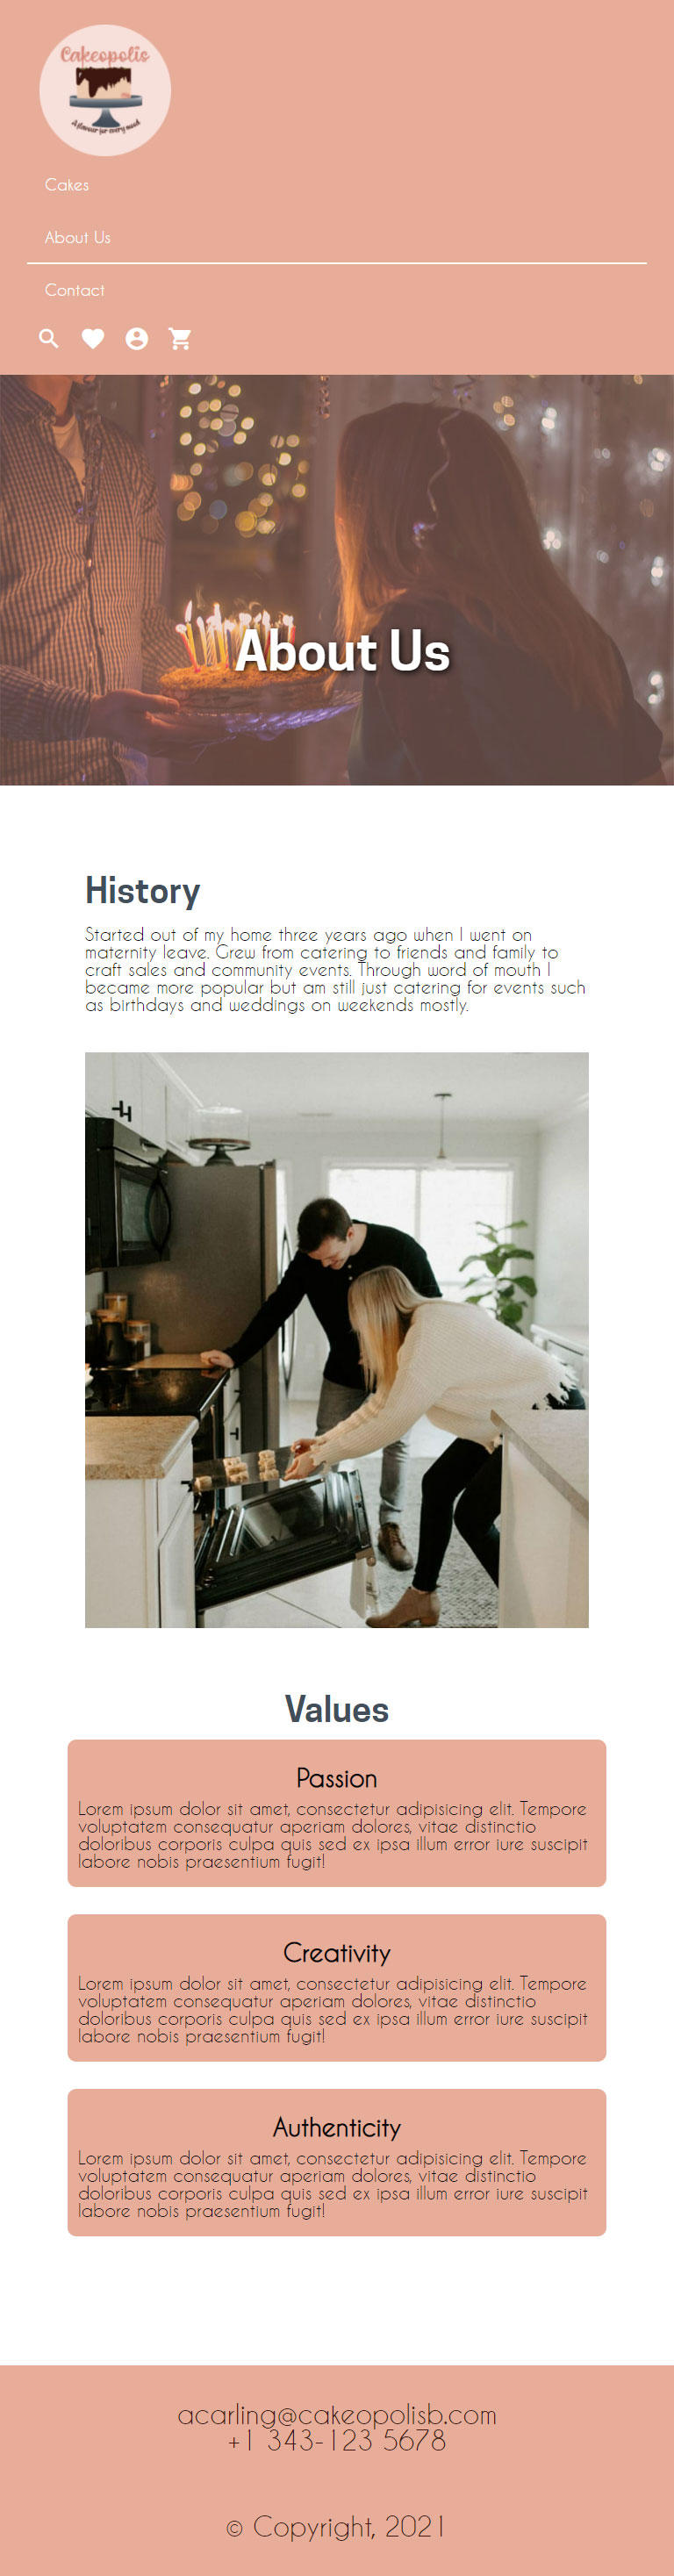 Cakeopolis
A flavour for every mood
Cakes
About Us
Contact
About Us
History
Started out of my home three years ago when I went on
maternity leave. Grew from catering to friends and family to
craft sales and community events. Through word of mouth I
became more popular but am still just catering for events such
as birthdays and weddings on weekends mostly.
Values
Passion
Lorem ipsum dolor sit amet, consectetur adipisicing elit. Tempore
voluptatem consequatur aperiam dolores, vitae distinctio
doloribus corporis culpa quis sed ex ipsa illum error iure suscipit
labore nobis praesentium fugit!
Creativity
Lorem ipsum dolor sit amet, consectetur adipisicing elit. Tempore
voluptatem consequatur aperiam dolores, vitae distinctio
doloribus corporis culpa quis sed ex ipsa illum error iure suscipit
labore nobis praesentium fugit!
Authenticity
Lorem ipsum dolor sit amet, consectetur adipisicing elit. Tempore
voluptatem consequatur aperiam dolores, vitae distinctio
doloribus corporis culpa quis sed ex ipsa illum error iure suscipit
labore nobis praesentium fugit!
acarling@cakeopolisb.com
+1 343-123 5678
© Copyright, 2021